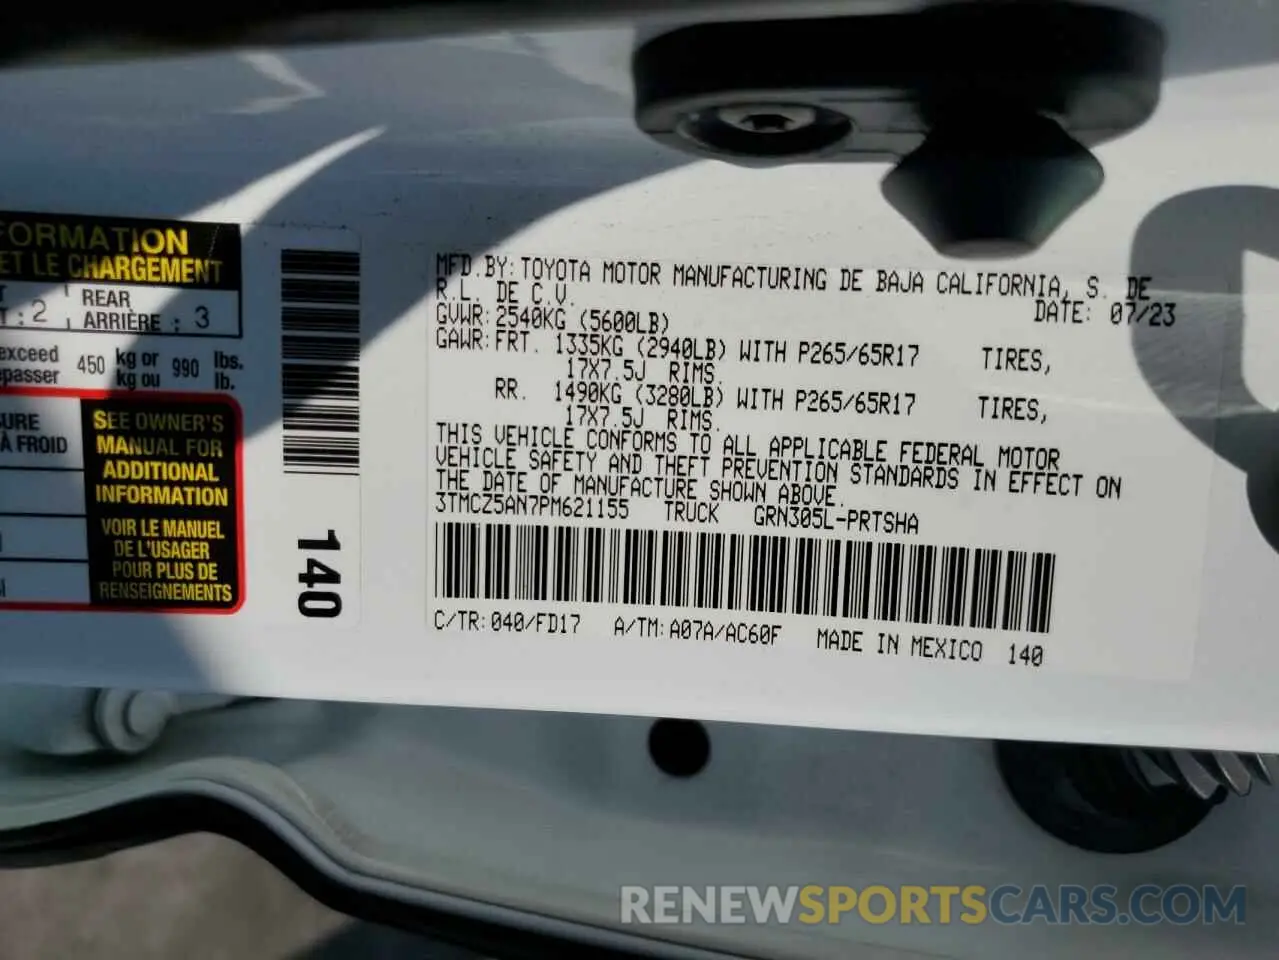 FORMATION
ET LE CHARGEMENT
: 2 REAR
ARRIÈRE : 3
exceed 450 kg or 990 lbs.
passer kg ou lb.
À FROID
SEE OWNER'S
MANUAL FOR
ADDITIONAL
INFORMATION
VOIR LE MANUEL
DE L'USAGER
POUR PLUS DE
RENSEIGNEMENTS
140
MFD.BY:TOYOTA MOTOR MANUFACTURING DE BAJA CALIFORNIA, S. DE
R.L. DE C.V. DATE: 07/23
GVWR:2540KG (5600LB)
GAWR:FRT. 1335KG (2940LB) WITH P265/65R17 TIRES,
17X7.5J RIMS.
RR. 1490KG (3280LB) WITH P265/65R17 TIRES,
17X7.5J RIMS.
THIS VEHICLE CONFORMS TO ALL APPLICABLE FEDERAL MOTOR
VEHICLE SAFETY AND THEFT PREVENTION STANDARDS IN EFFECT ON
THE DATE OF MANUFACTURE SHOWN ABOVE.
3TMCZ5AN7PM621155 TRUCK GRN305L-PRTSHA
C/TR:040/FD17 A/TM:A07A/AC60F MADE IN MEXICO 140
RENEWSPORTSCARS.COM